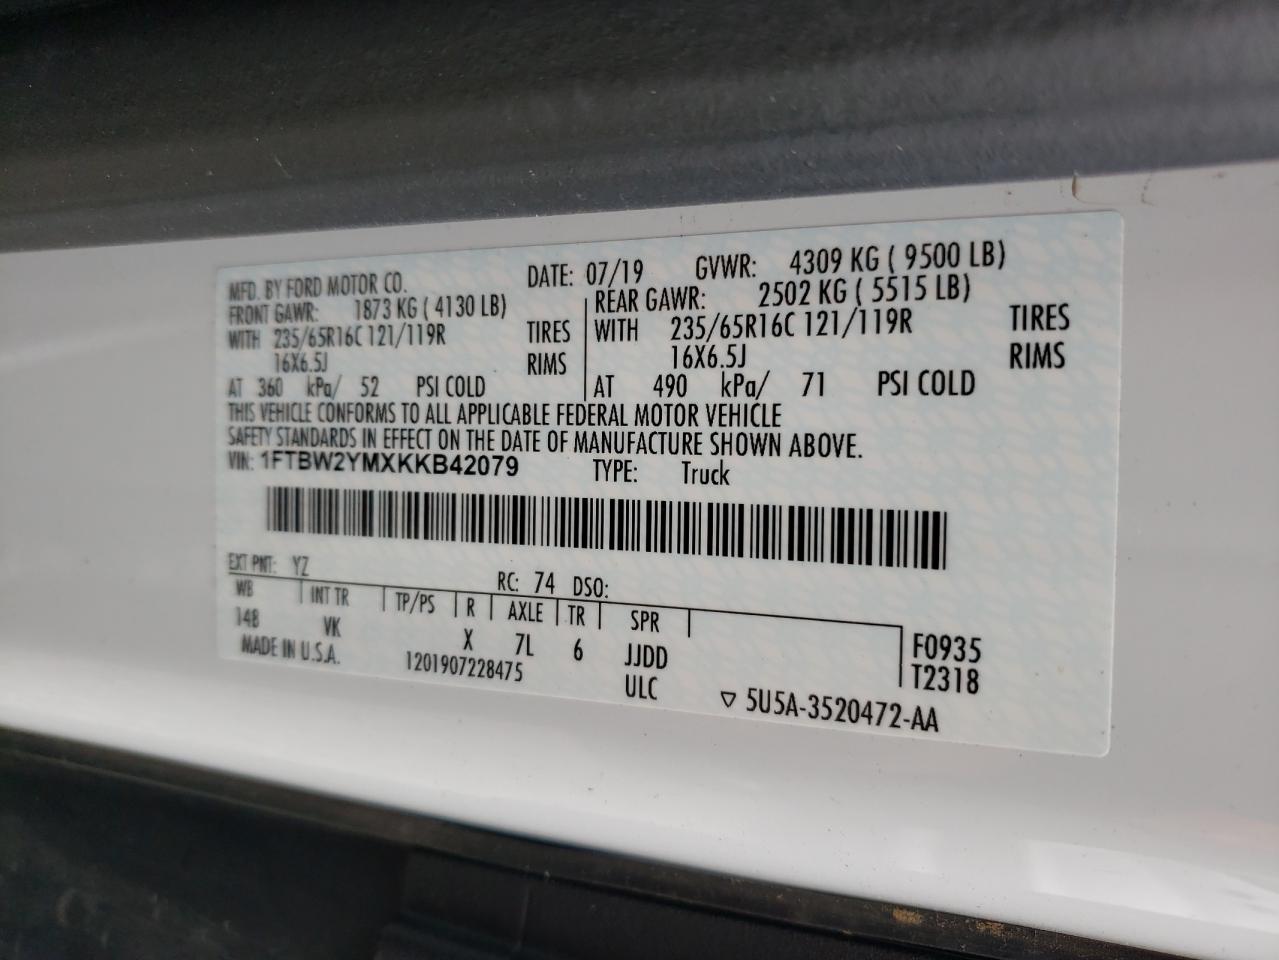 MFD. BY FORD MOTOR CO. DATE: 07/19 GVWR: 4309 KG ( 9500 LB)
FRONT GAWR: 1873 KG ( 4130 LB) REAR GAWR: 2502 KG ( 5515 LB)
WITH 235/65R16C 121/119R TIRES WITH 235/65R16C 121/119R TIRES
16X6.5J RIMS 16X6.5J RIMS
AT 360 kPa/ 52 PSI COLD AT 490 kPa/ 71 PSI COLD
THIS VEHICLE CONFORMS TO ALL APPLICABLE FEDERAL MOTOR VEHICLE
SAFETY STANDARDS IN EFFECT ON THE DATE OF MANUFACTURE SHOWN ABOVE.
VIN: 1FTBW2YMXKKB42079 TYPE: Truck
EXT PNT: YZ RC: 74 DSO:
WB INT TR TP/PS R AXLE TR SPR
148 VK X 7L 6 JJDD F0935
MADE IN U.S.A. 1201907228475 ULC T2318
▽ 5U5A-3520472-AA